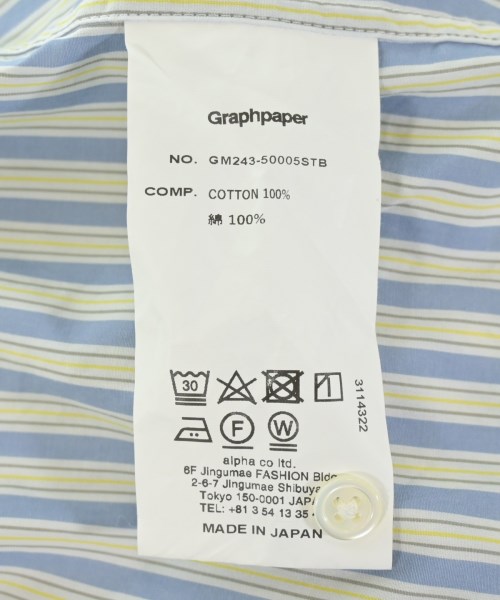 Graphpaper
NO. GM243-50005STB
COMP. COTTON 100%
綿 100%
30
3114322
F W
alpha co ltd.
6F Jingumae FASHION
2-6-7 Jingumae Shibuya
Tokyo 150-0001
TEL: +81 3 54 13 35
MADE IN JAPAN